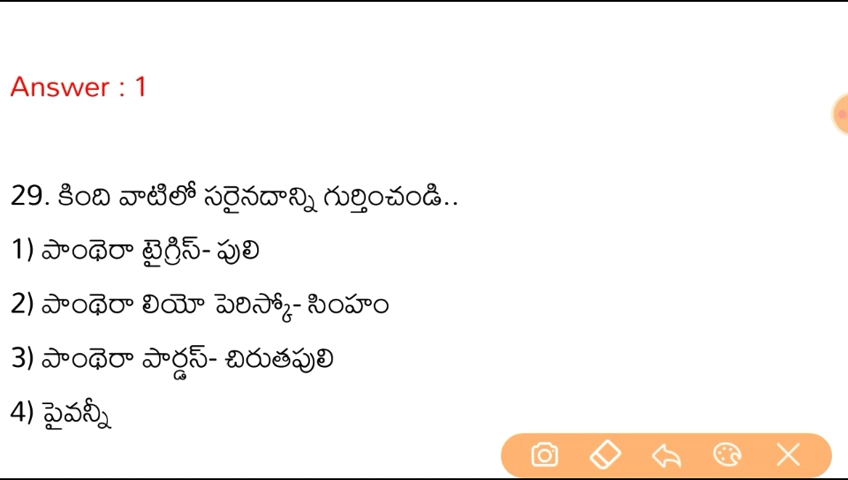 Answer : 1
29. కింది వాటిలో సరైనదాన్ని గుర్తించండి..
1) పాంథెరా టైగ్రిస్- పులి
2) పాంథెరా లియో పెరిస్కో- సింహం
3) పాంథెరా పార్డస్- చిరుతపులి
4) పైవన్నీ